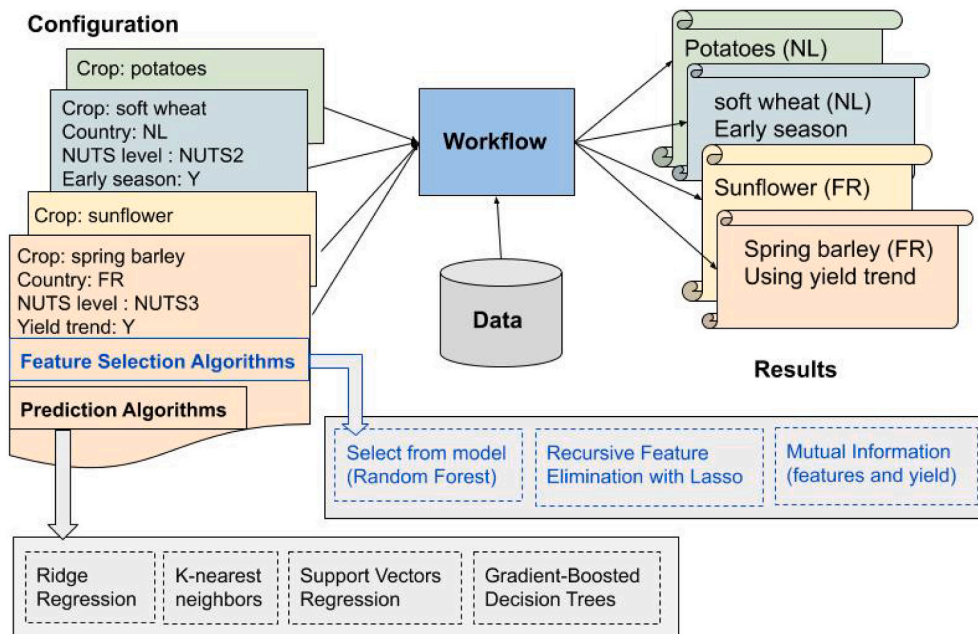 Configuration
Crop: potatoes
Crop: soft wheat
Country: NL
NUTS level : NUTS2
Early season: Y
Crop: sunflower
Crop: spring barley
Country: FR
NUTS level : NUTS3
Yield trend: Y
Feature Selection Algorithms
Prediction Algorithms
Workflow
Data
Potatoes (NL)
soft wheat (NL)
Early season
Sunflower (FR)
Spring barley (FR)
Using yield trend
Results
Select from model
(Random Forest)
Recursive Feature
Elimination with Lasso
Mutual Information
(features and yield)
Ridge
Regression
K-nearest
neighbors
Support Vectors
Regression
Gradient-Boosted
Decision Trees